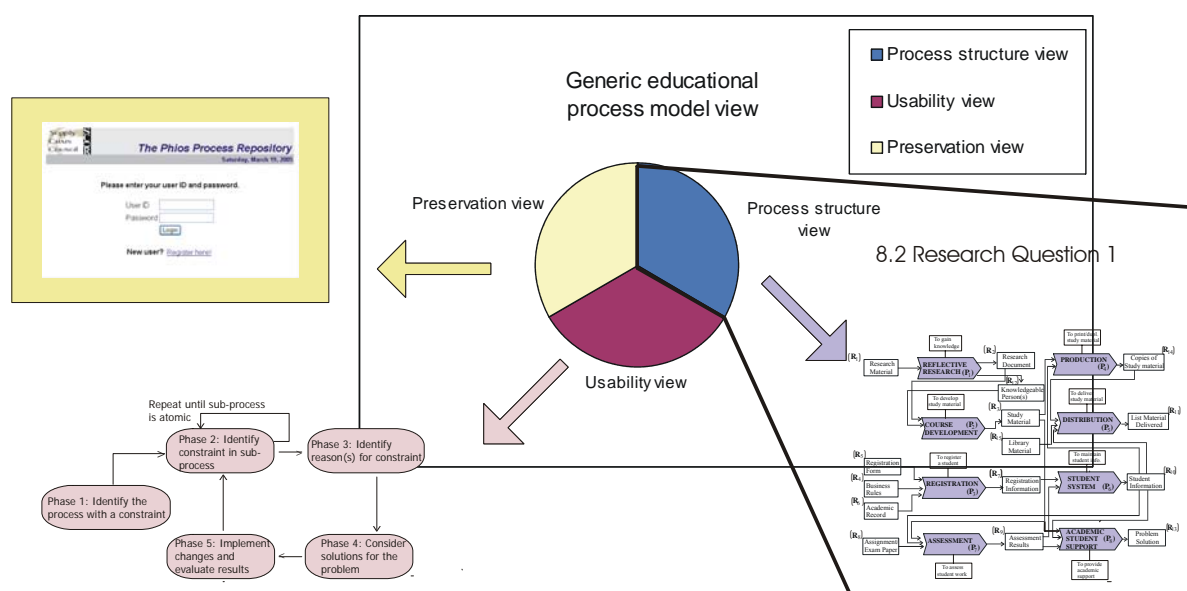 Process structure view
Usability view
Preservation view
Generic educational
process model view
Supply
Chain
Council
The Phios Process Repository
Saturday, March 19, 2005
Please enter your user ID and password.
User ID
Password
Login
New user? Register here!
Preservation view
Process structure
view
8.2 Research Question 1
Usability view
Repeat until sub-process
is atomic
Phase 2: Identify
constraint in sub-
process
Phase 3: Identify
reason(s) for constraint
Phase 1: Identify the
process with a constraint
Phase 5: Implement
changes and
evaluate results
Phase 4: Consider
solutions for the
problem
To gain
knowledge
Research
Material
REFLECTIVE
RESEARCH (P1)
(R2)
Research
Document
Knowledgeable
Person(s)
To print/dupl.
study material
PRODUCTION
Copies of
Study material
To develop
study material
COURSE
DEVELOPMENT
Study
Material
Library
Material
study material
DISTRIBUTION
List Material
Delivered
Registration
Form
Business
Rules
Academic
Record
To register
a student
REGISTRATION
Registration
Information
To maintain
student info.
STUDENT
SYSTEM
Student
Information
Assignment
Exam Paper
ASSESSMENT
To assess
student work
(R9)
Assessment
Results
ACADEMIC
STUDENT
SUPPORT
To provide
academic
support
Problem
Solution